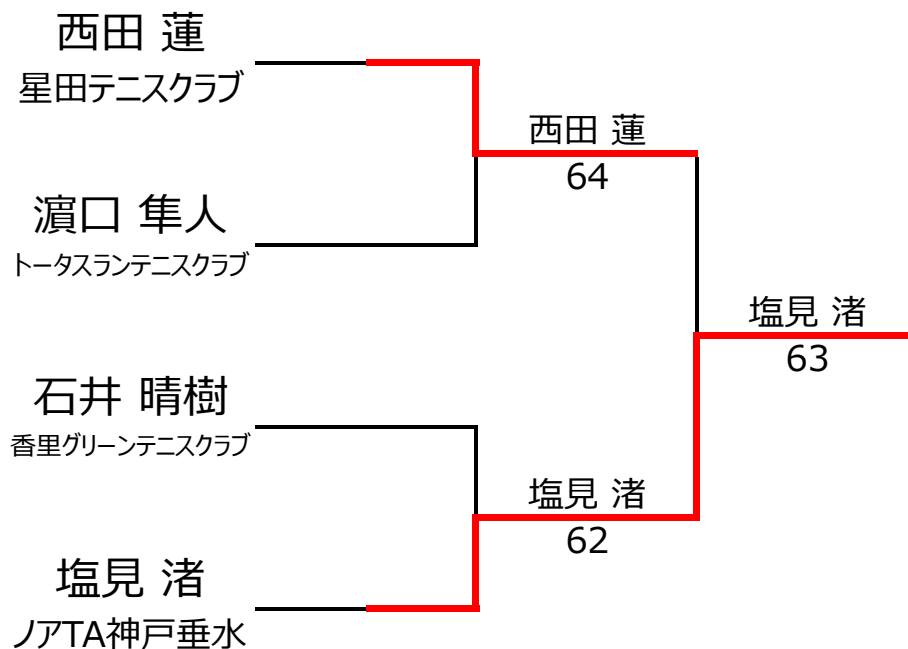 西田 蓮
星田テニスクラブ
西田 蓮
64
濵口 隼人
トータスランテニスクラブ
塩見 渚
63
石井 晴樹
香里グリーンテニスクラブ
塩見 渚
62
塩見 渚
ノアTA神戸垂水